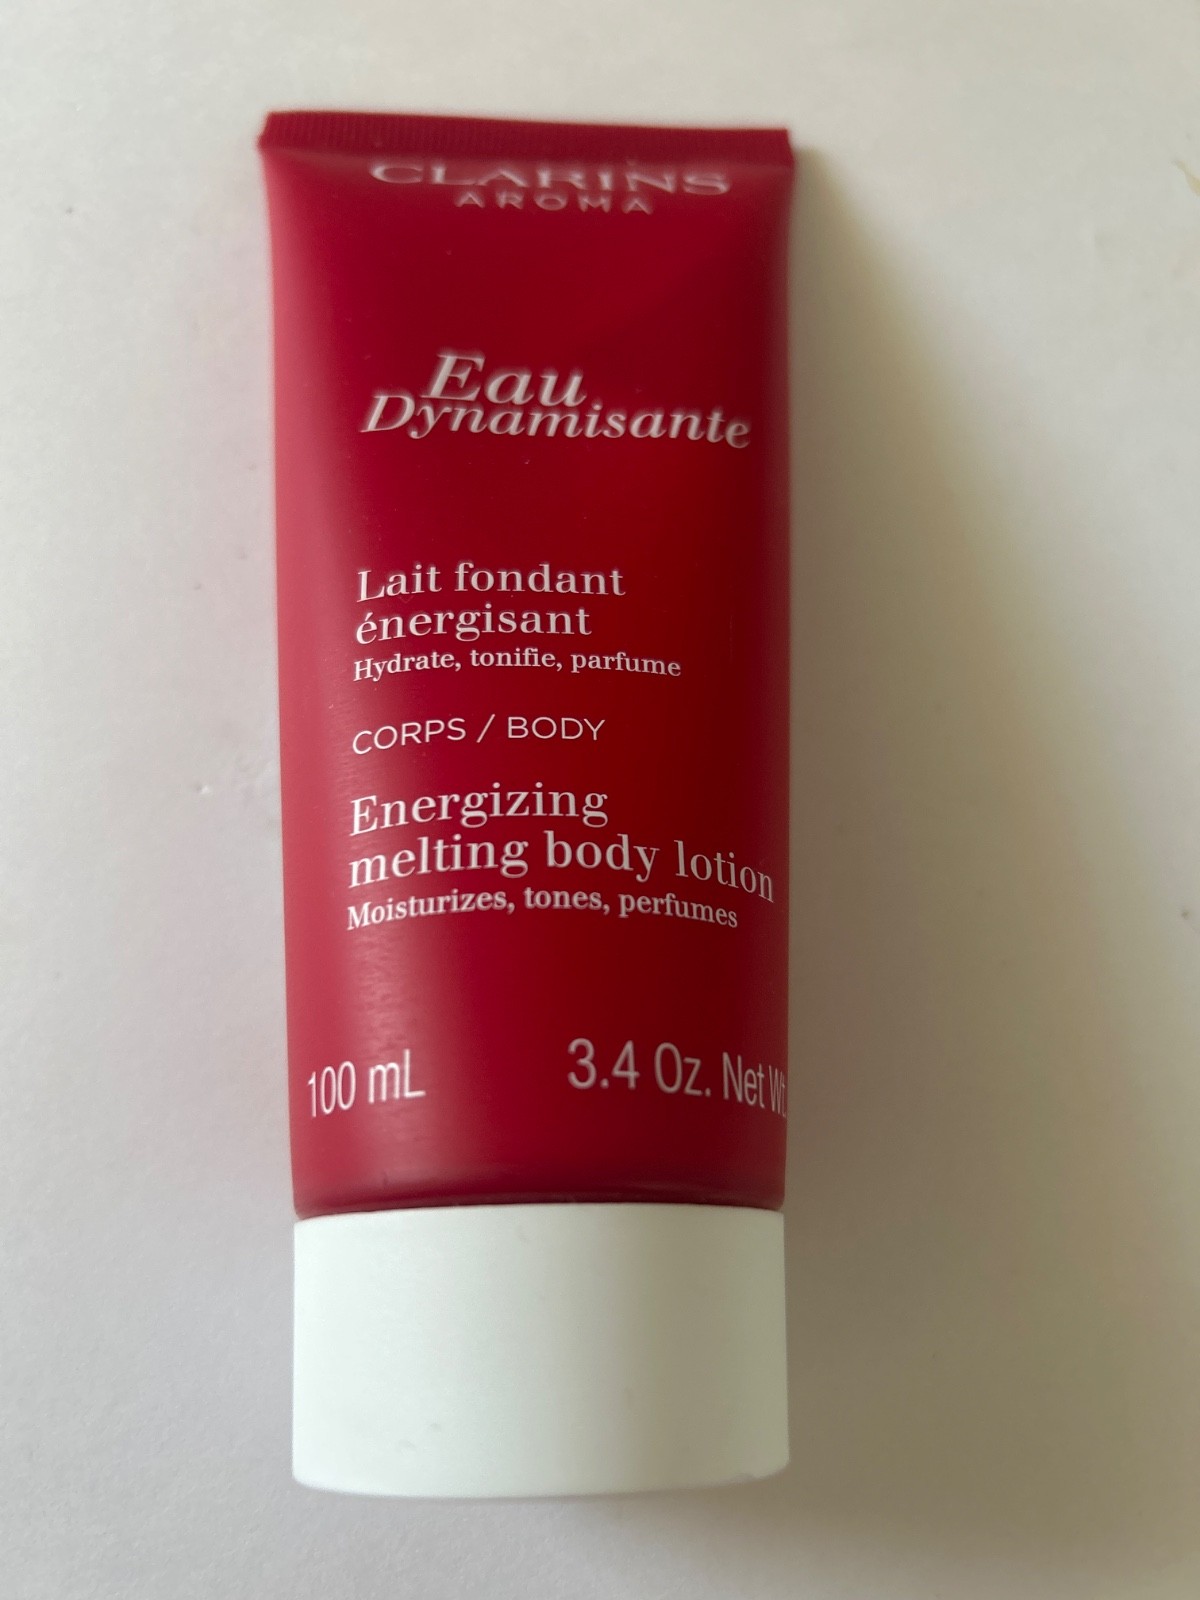 CLARINS
AROMA
Eau
Dynamisante
Lait fondant
énergisant
Hydrate, tonifie, parfume
CORPS / BODY
Energizing
melting body lotion
Moisturizes, tones, perfumes
100 mL 3.4 Oz. Net Wt.